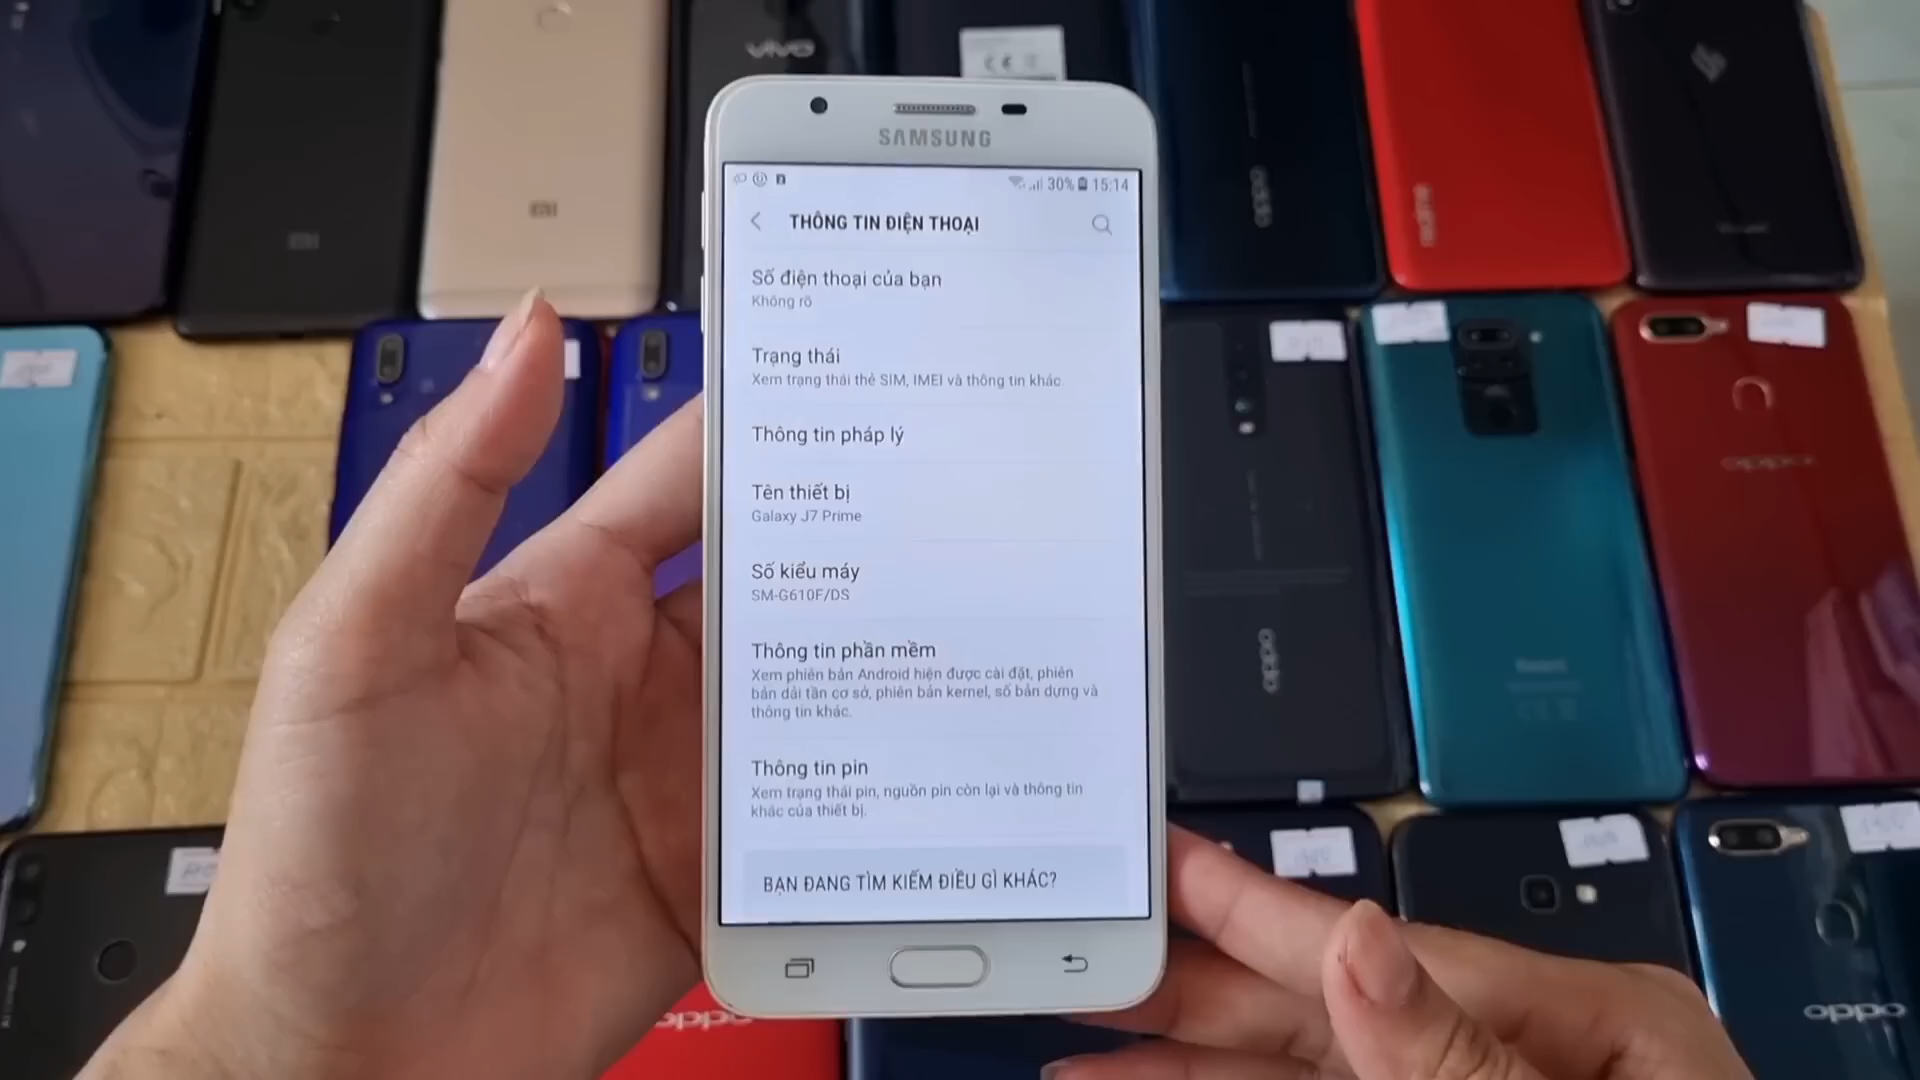 vivo
SAMSUNG
30% 15:14
THÔNG TIN ĐIỆN THOẠI
Số điện thoại của bạn
Không rõ
Trạng thái
Xem trạng thái thẻ SIM, IMEI và thông tin khác
Thông tin pháp lý
Tên thiết bị
Galaxy J7 Prime
Số kiểu máy
SM-G610F/DS
Thông tin phần mềm
Xem phiên bản Android hiện được cài đặt, phiên
bản dải tần cơ sở, phiên bản kernel, số bản dựng và
thông tin khác.
Thông tin pin
Xem trạng thái pin, nguồn pin còn lại và thông tin
khác của thiết bị.
BẠN ĐANG TÌM KIẾM ĐIỀU GÌ KHÁC?
oppo
realme
oppo
oppo
Redmi
oppo
oppo